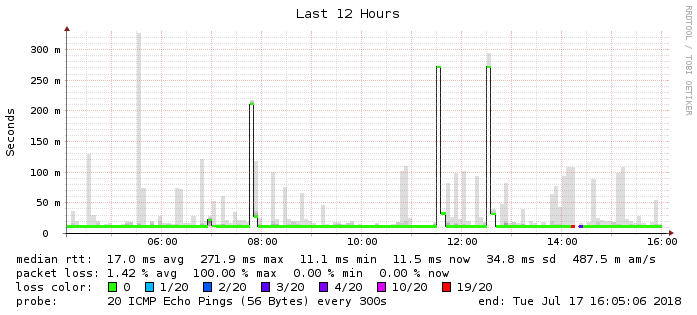 Last 12 Hours
RRDTOOL / TOBI OETIKER
Seconds
300 m
250 m
200 m
150 m
100 m
50 m
0
06:00 08:00 10:00 12:00 14:00 16:00
median rtt: 17.0 ms avg 271.9 ms max 11.1 ms min 11.5 ms now 34.8 ms sd 487.5 m am/s
packet loss: 1.42 % avg 100.00 % max 0.00 % min 0.00 % now
loss color: 0 1/20 2/20 3/20 4/20 10/20 19/20
probe: 20 ICMP Echo Pings (56 Bytes) every 300s end: Tue Jul 17 16:05:06 2018